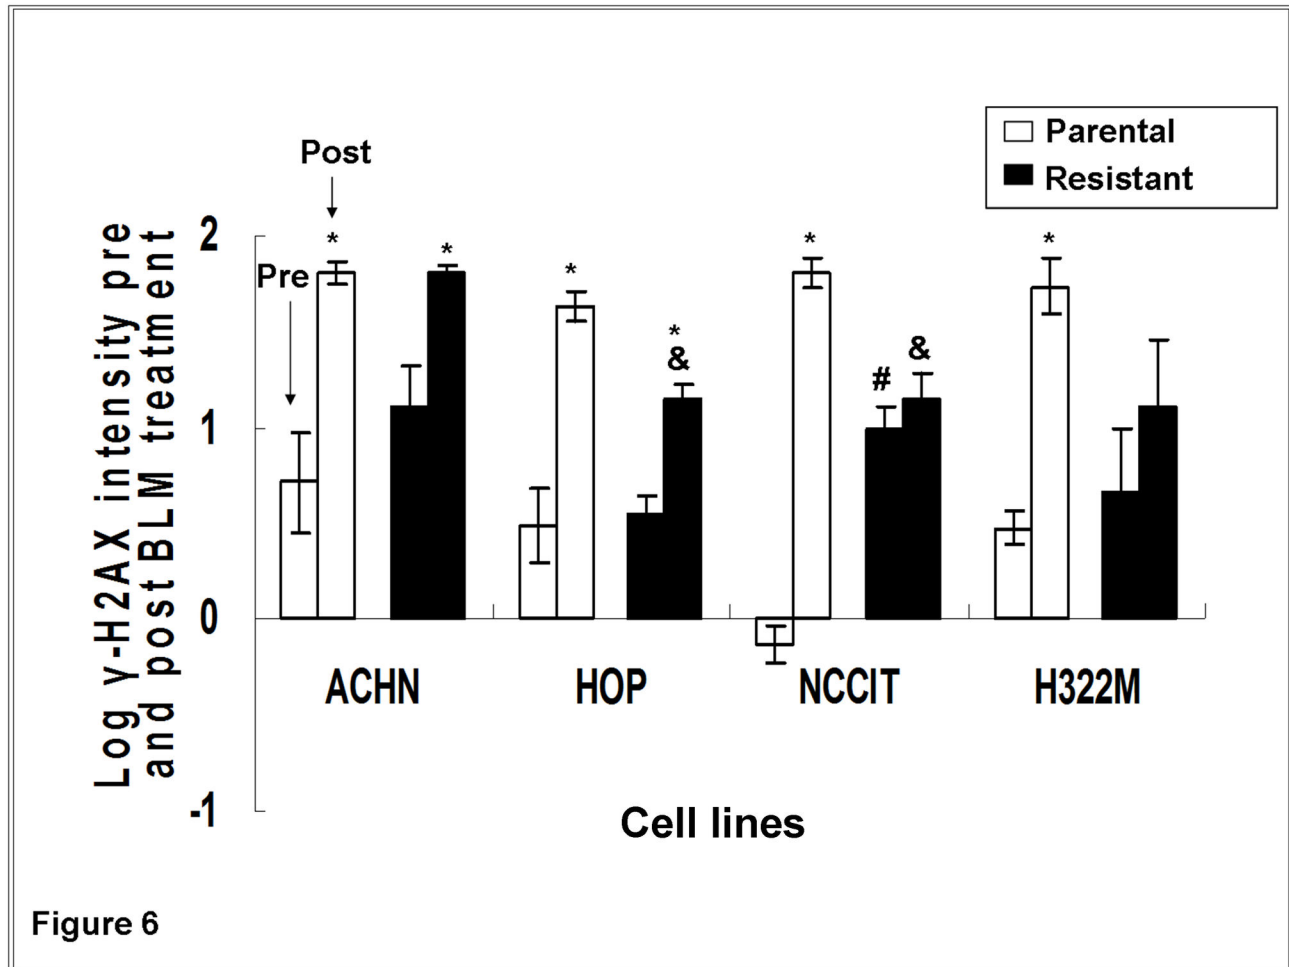 Parental
Resistant
Post
Pre
Log γ-H2AX intensity pre
and post BLM treatment
2
1
0
-1
*
*
*
*
&
*
#
&
*
ACHN
HOP
NCCIT
H322M
Cell lines
Figure 6